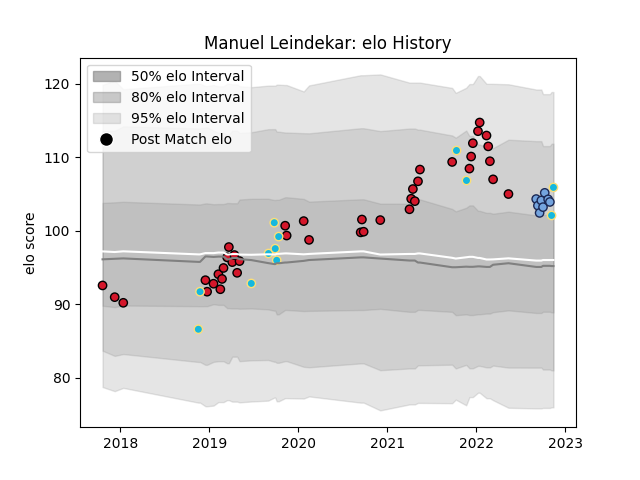 Manuel Leindekar: elo History
50% elo Interval
80% elo Interval
95% elo Interval
Post Match elo
elo score
120
110
100
90
80
2018 2019 2020 2021 2022 2023